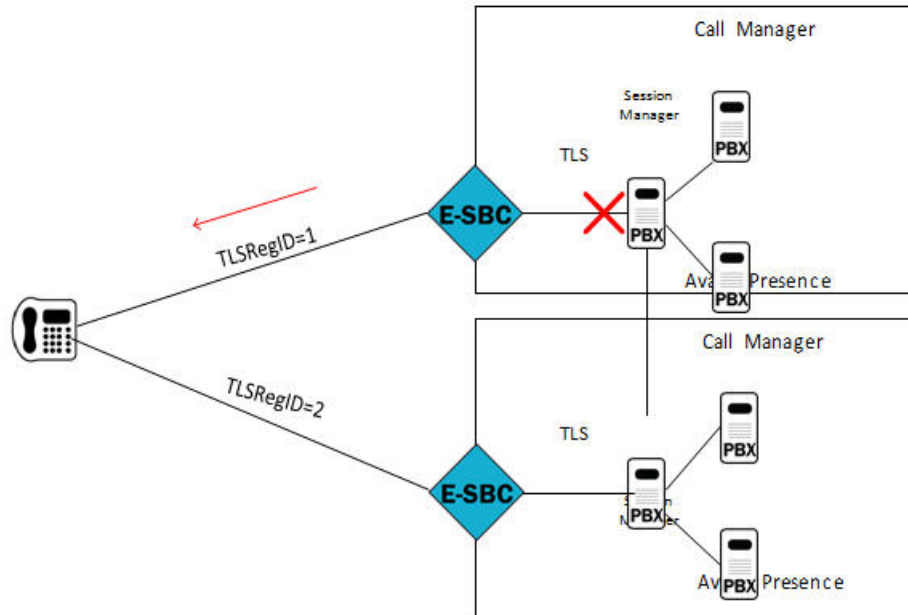 Call Manager
Session
Manager
PBX
TLS
E-SBC
PBX
TLSRegID=1
PBX
Presence
Call Manager
TLSRegID=2
TLS
PBX
E-SBC
PBX
PBX
Presence